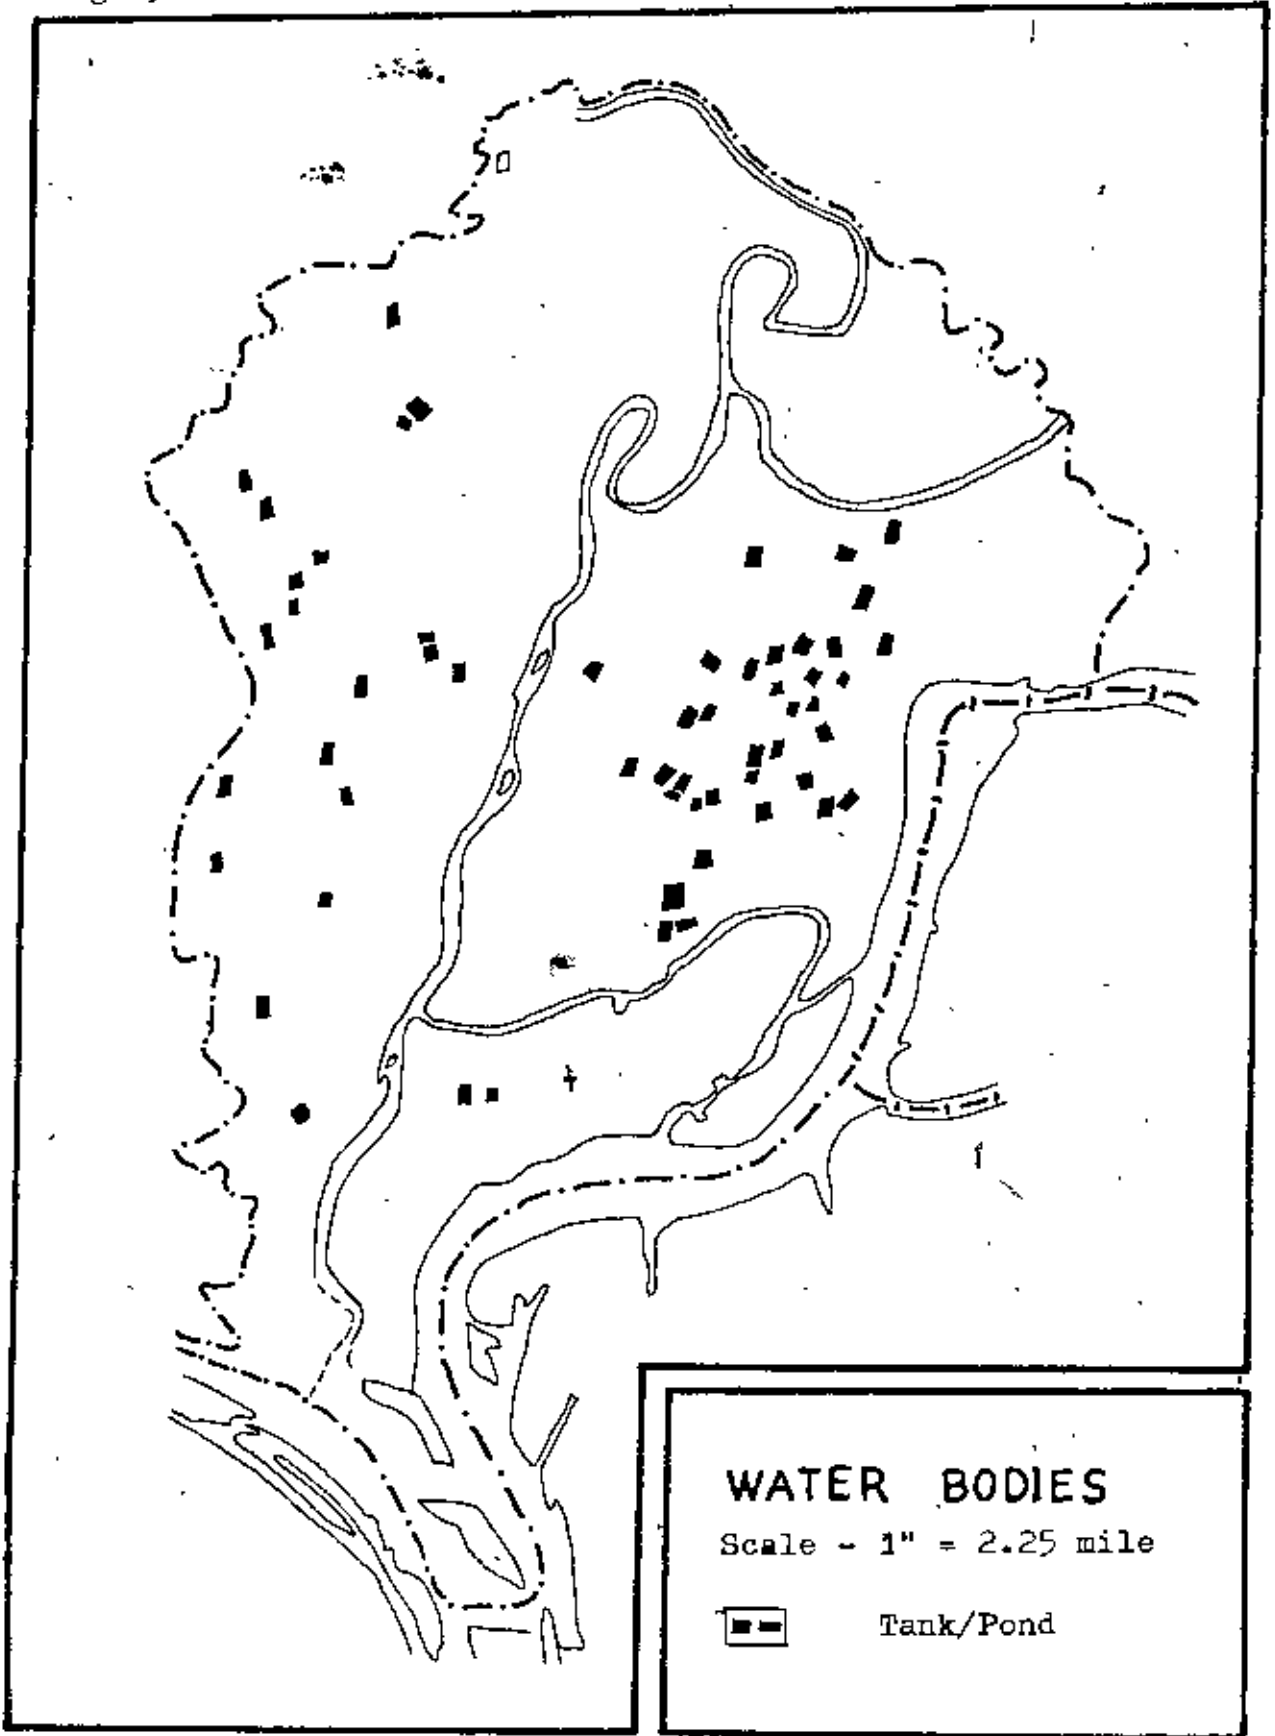 WATER BODIES
Scale - 1" = 2.25 mile
Tank/Pond